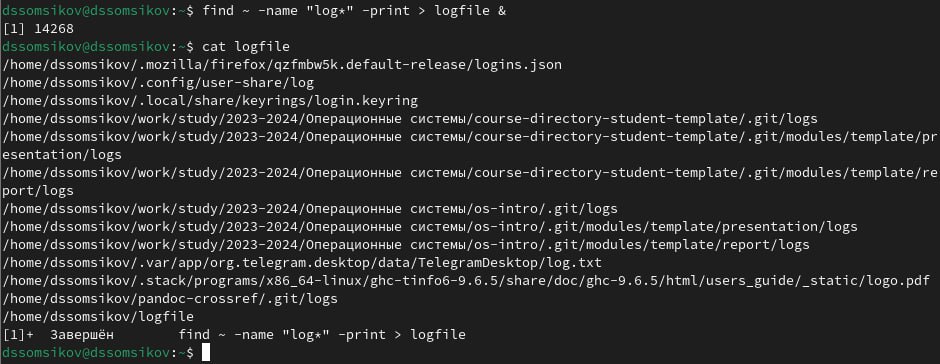 dssomsikov@dssomsikov:~$ find ~ -name "log*" -print > logfile &
[1] 14268
dssomsikov@dssomsikov:~$ cat logfile
/home/dssomsikov/.mozilla/firefox/qzfmbw5k.default-release/logins.json
/home/dssomsikov/.config/user-share/log
/home/dssomsikov/.local/share/keyrings/login.keyring
/home/dssomsikov/work/study/2023-2024/Операционные системы/course-directory-student-template/.git/logs
/home/dssomsikov/work/study/2023-2024/Операционные системы/course-directory-student-template/.git/modules/template/pr
esentation/logs
/home/dssomsikov/work/study/2023-2024/Операционные системы/course-directory-student-template/.git/modules/template/re
port/logs
/home/dssomsikov/work/study/2023-2024/Операционные системы/os-intro/.git/logs
/home/dssomsikov/work/study/2023-2024/Операционные системы/os-intro/.git/modules/template/presentation/logs
/home/dssomsikov/work/study/2023-2024/Операционные системы/os-intro/.git/modules/template/report/logs
/home/dssomsikov/.var/app/org.telegram.desktop/data/TelegramDesktop/log.txt
/home/dssomsikov/.stack/programs/x86_64-linux/ghc-tinfo6-9.6.5/share/doc/ghc-9.6.5/html/users_guide/_static/logo.pdf
/home/dssomsikov/pandoc-crossref/.git/logs
/home/dssomsikov/logfile
[1]+  Завершён        find ~ -name "log*" -print > logfile
dssomsikov@dssomsikov:~$